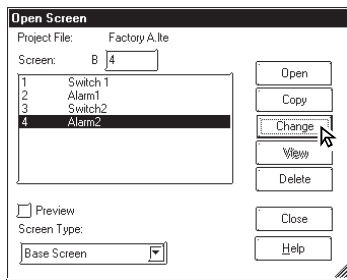 Open Screen
Project File: Factory A.lte
Screen: B 4
1 Switch 1
2 Alarm1
3 Switch2
4 Alarm2
Open
Copy
Change
View
Delete
Preview
Screen Type:
Base Screen
Close
Help